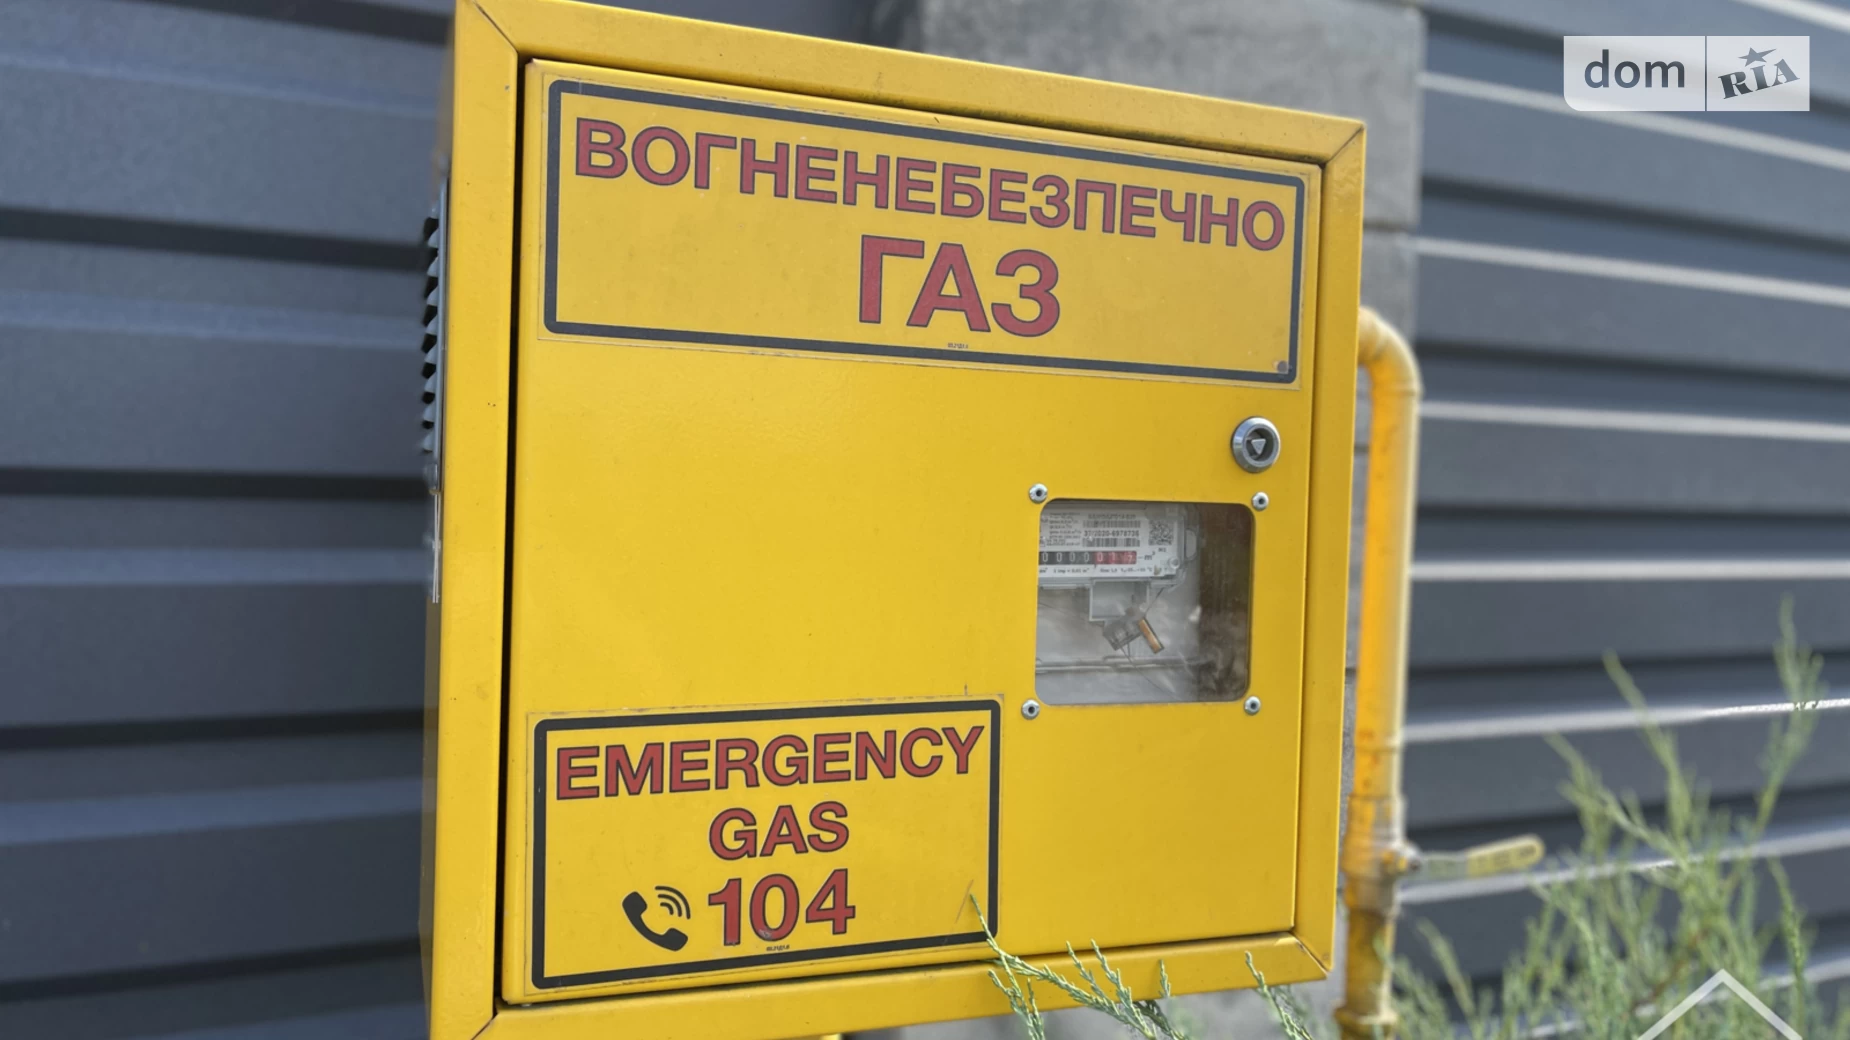 dom RIA
ВОГНЕНЕБЕЗПЕЧНО
ГАЗ
EMERGENCY
GAS
104